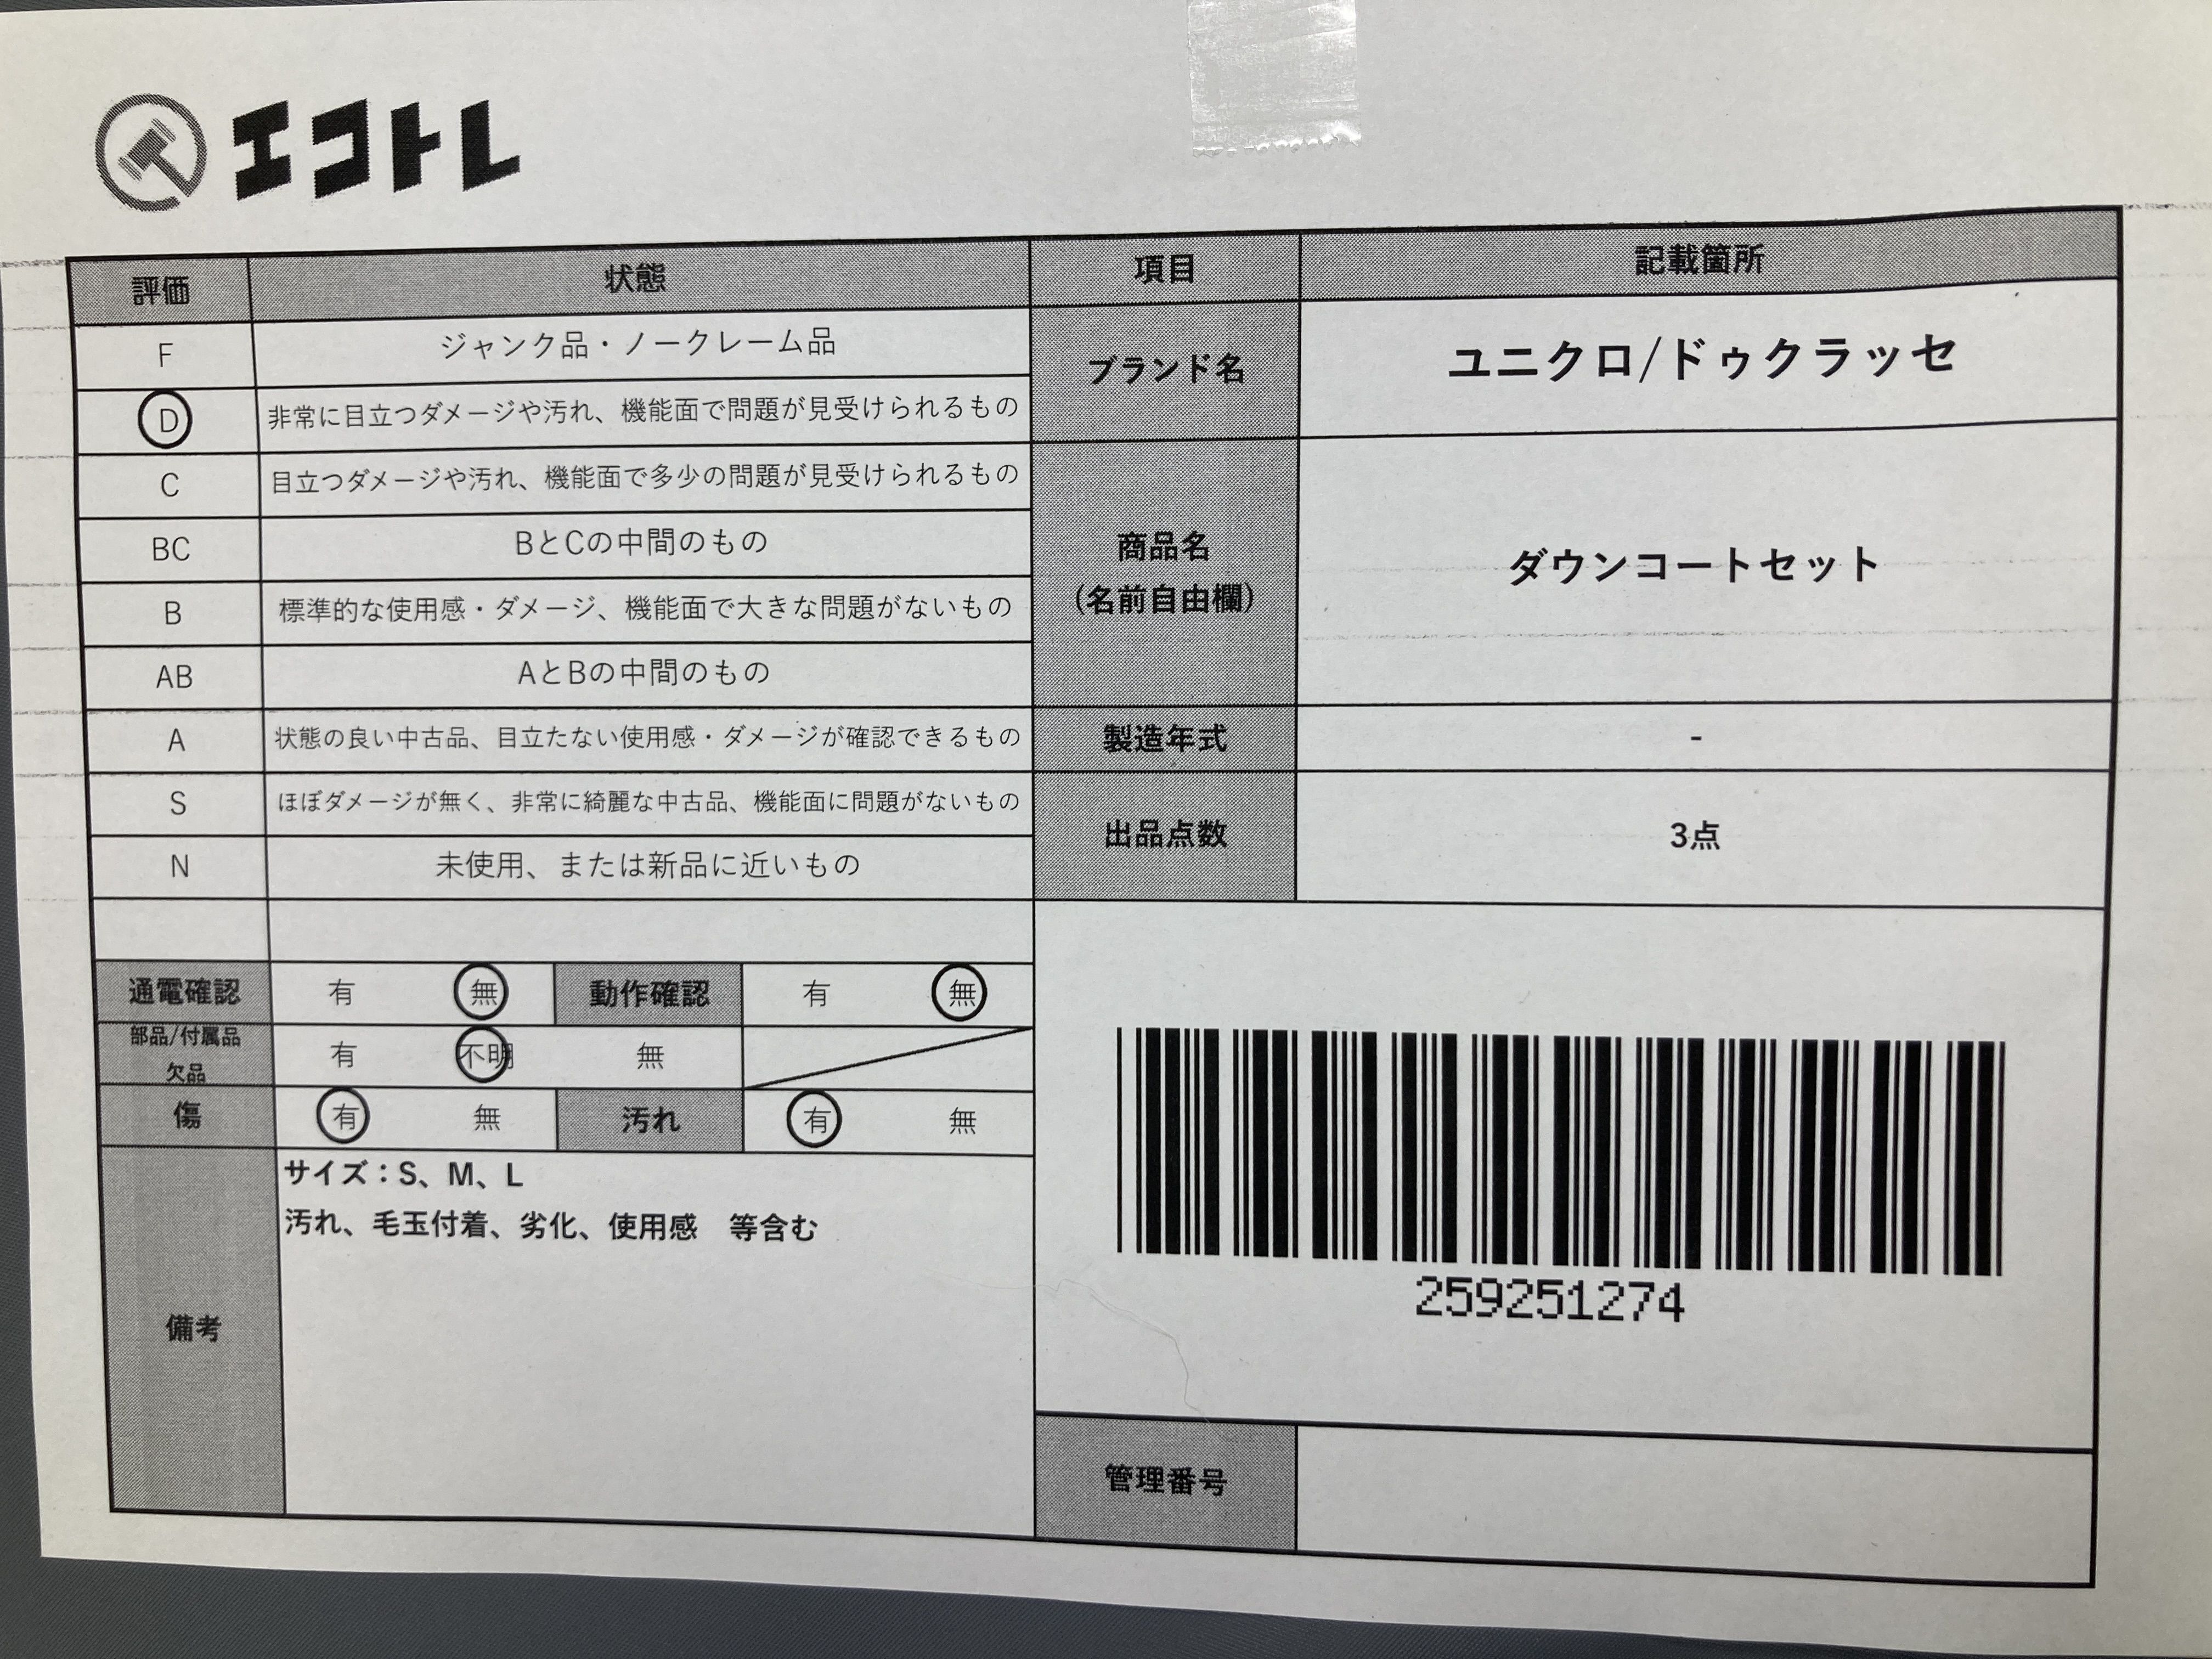 エコトレ
評価 状態 項目 記載箇所
F ジャンク品・ノークレーム品
D 非常に目立つダメージや汚れ、機能面で問題が見受けられるもの
ブランド名 ユニクロ/ドゥクラッセ
C 目立つダメージや汚れ、機能面で多少の問題が見受けられるもの
BC BとCの中間のもの
B 標準的な使用感・ダメージ、機能面で大きな問題がないもの
AB AとBの中間のもの
商品名
(名前自由欄)
ダウンコートセット
A 状態の良い中古品、目立たない使用感・ダメージが確認できるもの
製造年式 -
S ほぼダメージが無く、非常に綺麗な中古品、機能面に問題がないもの
N 未使用、または新品に近いもの
出品点数 3点
通電確認 有 無 動作確認 有 無
部品/付属品
欠品
有 不明 無
傷 有 無 汚れ 有 無
備考
サイズ：S、M、L
汚れ、毛玉付着、劣化、使用感　等含む
259251274
管理番号